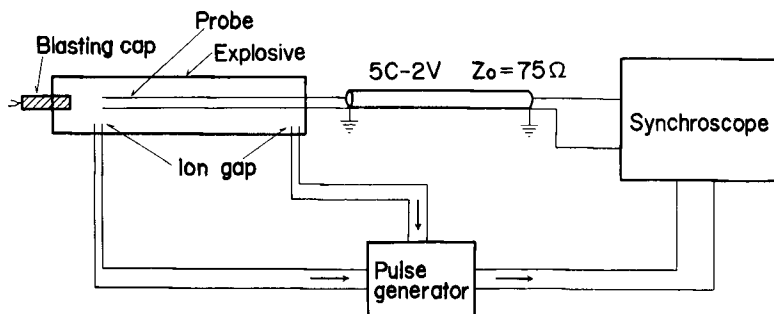 Probe
Blasting cap
Explosive
5C-2V Zo=75Ω
Synchroscope
Ion gap
Pulse
generator